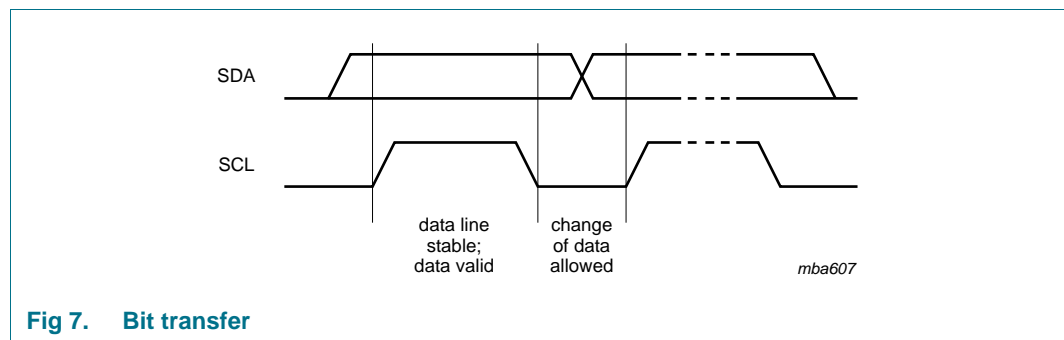 SDA
SCL
data line
stable;
data valid
change
of data
allowed
mba607
Fig 7. Bit transfer